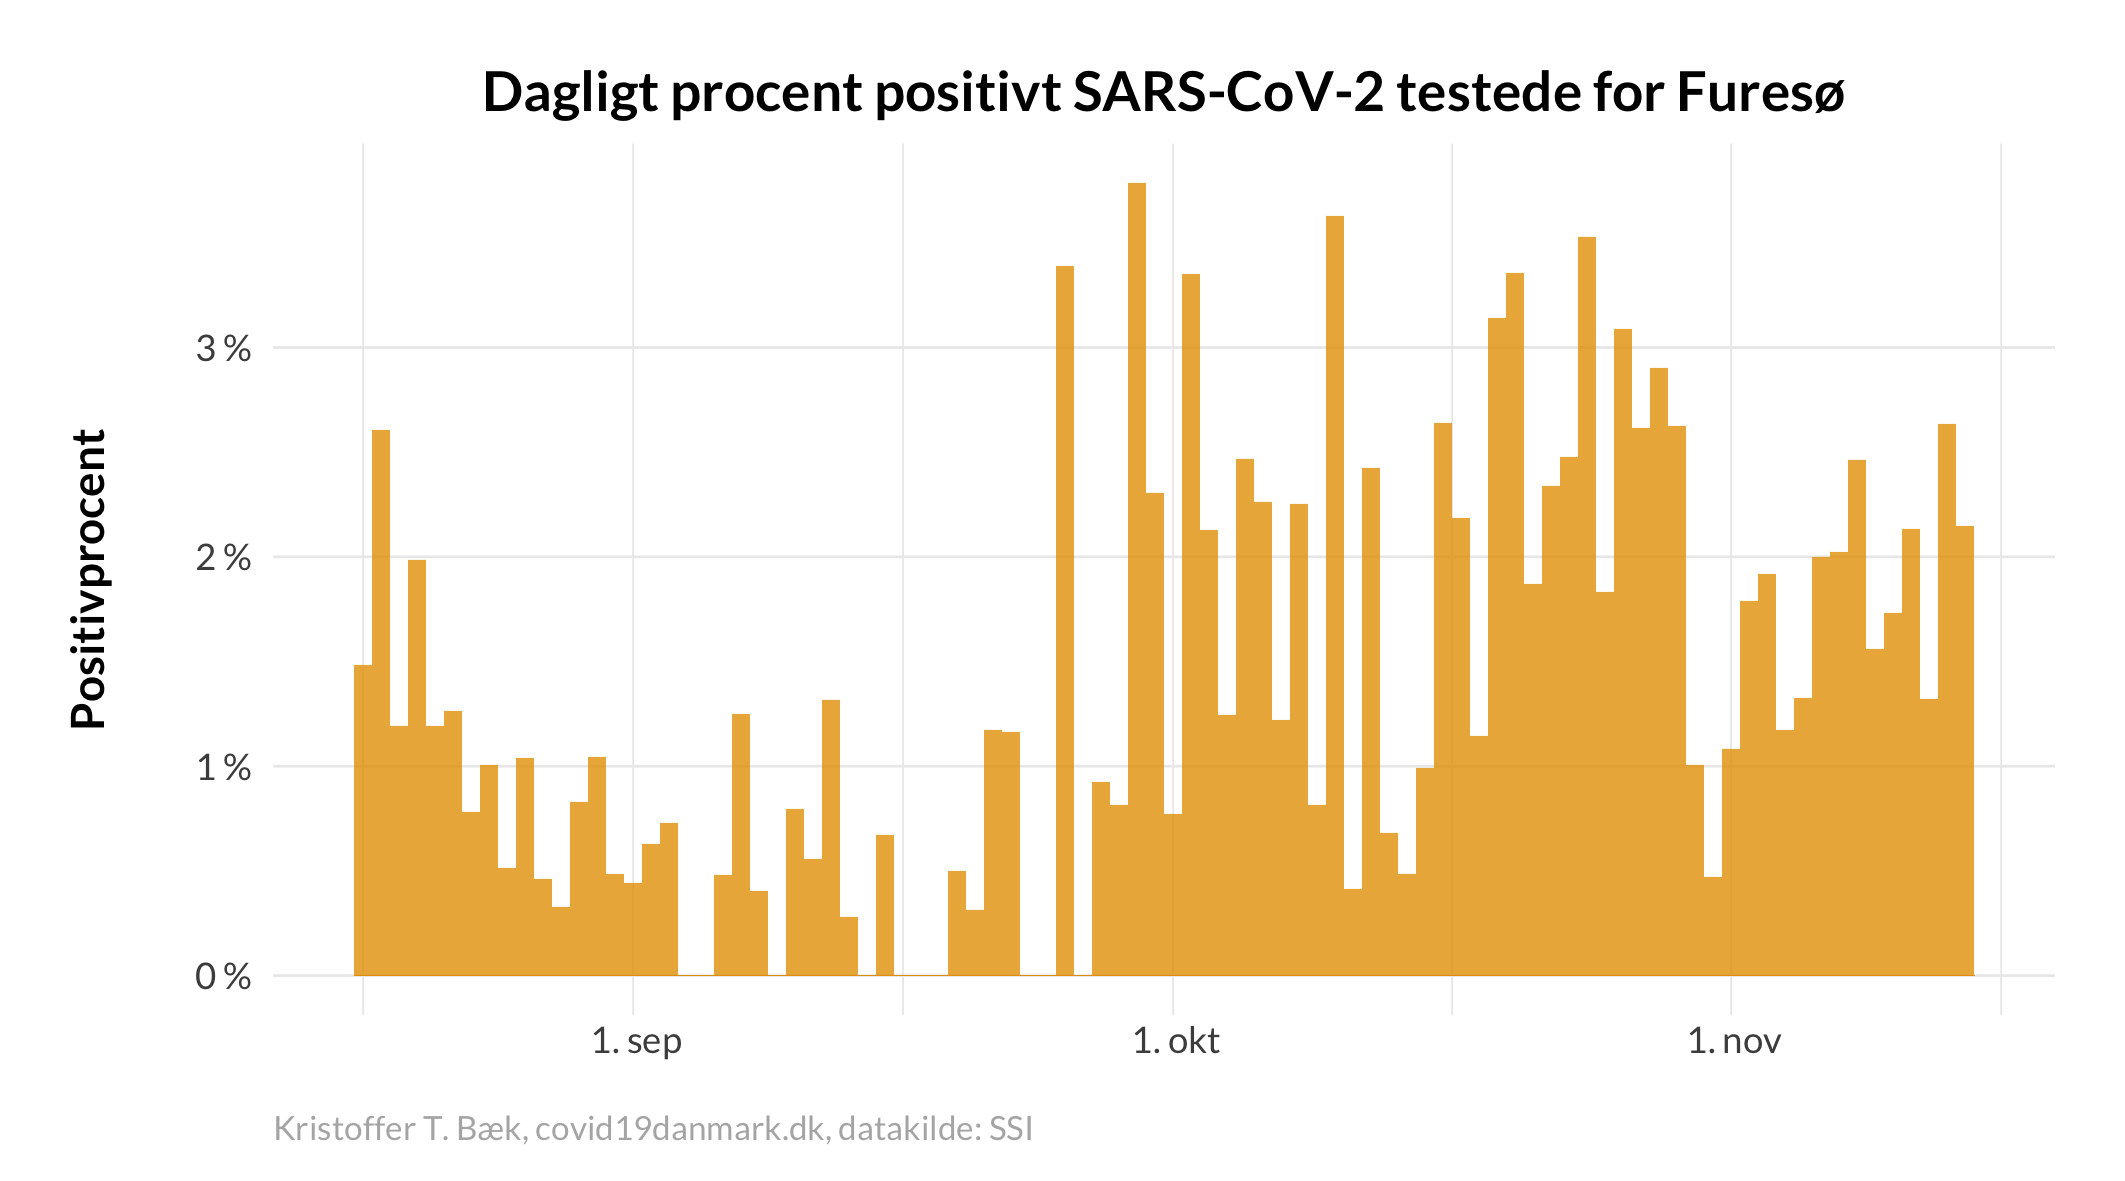 Dagligt procent positivt SARS-CoV-2 testede for Furesø
Positivprocent
3 %
2 %
1 %
0 %
1. sep
1. okt
1. nov
Kristoffer T. Bæk, covid19danmark.dk, datakilde: SSI